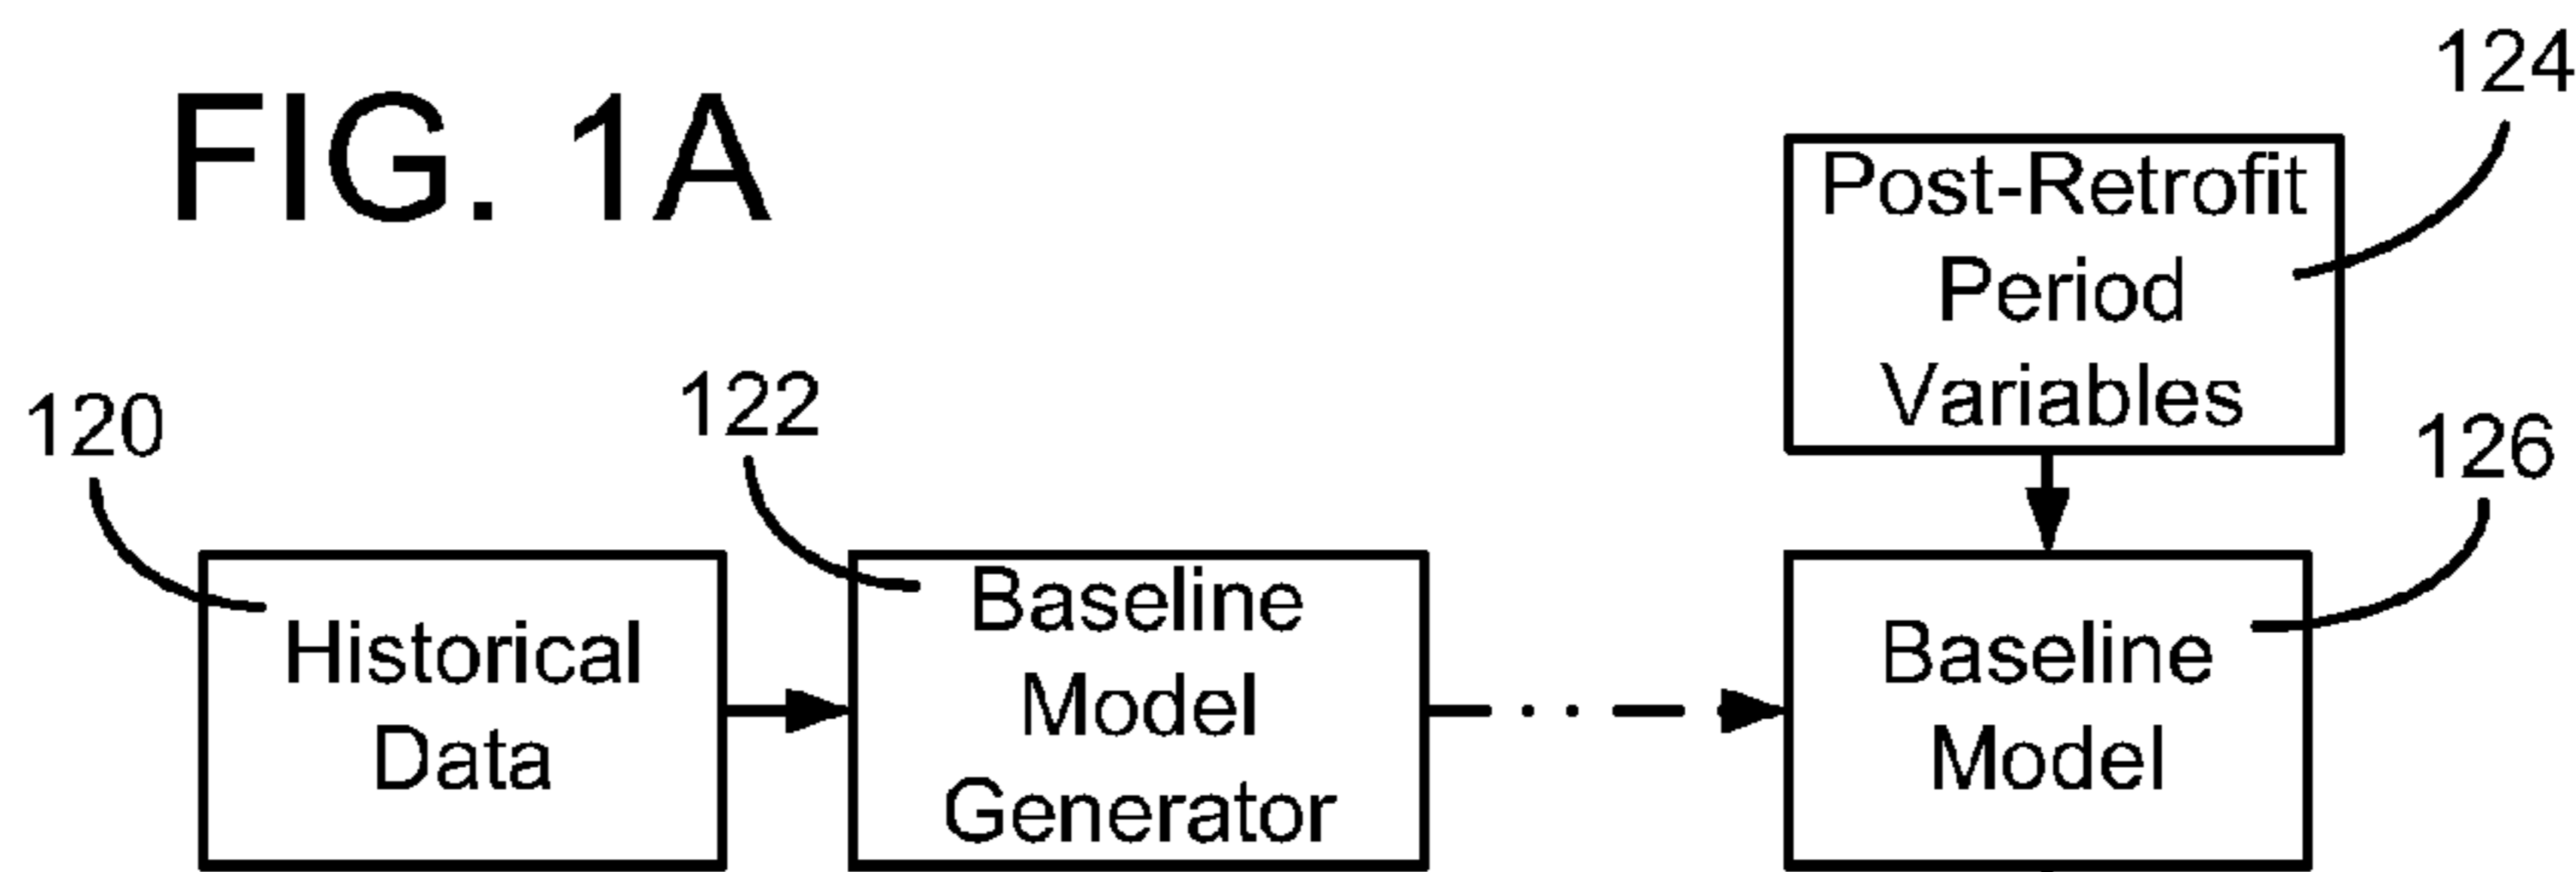 FIG. 1A
124
Post-Retrofit
Period
Variables
120
122
126
Historical
Data
Baseline
Model
Generator
Baseline
Model